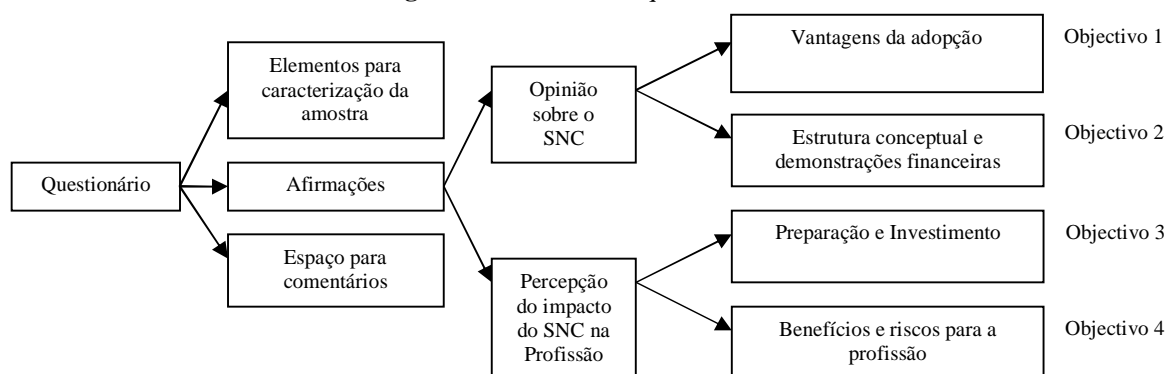 Vantagens da adopção
Objectivo 1
Elementos para
caracterização da
amostra
Opinião
sobre o
SNC
Estrutura conceptual e
demonstrações financeiras
Objectivo 2
Questionário
Afirmações
Preparação e Investimento
Objectivo 3
Espaço para
comentários
Percepção
do impacto
do SNC na
Profissão
Benefícios e riscos para a
profissão
Objectivo 4